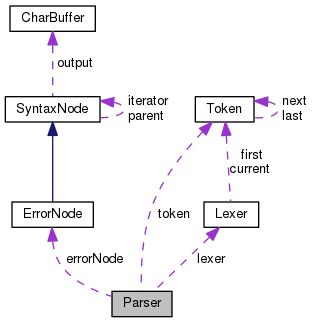 CharBuffer
output
SyntaxNode
iterator
parent
Token
next
last
first
current
ErrorNode
token
Lexer
errorNode
lexer
Parser